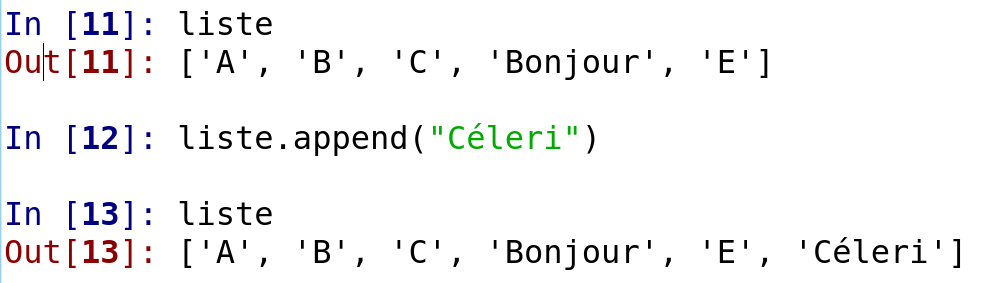 In [11]: liste
Out[11]: ['A', 'B', 'C', 'Bonjour', 'E']
In [12]: liste.append("Céleri")
In [13]: liste
Out[13]: ['A', 'B', 'C', 'Bonjour', 'E', 'Céleri']